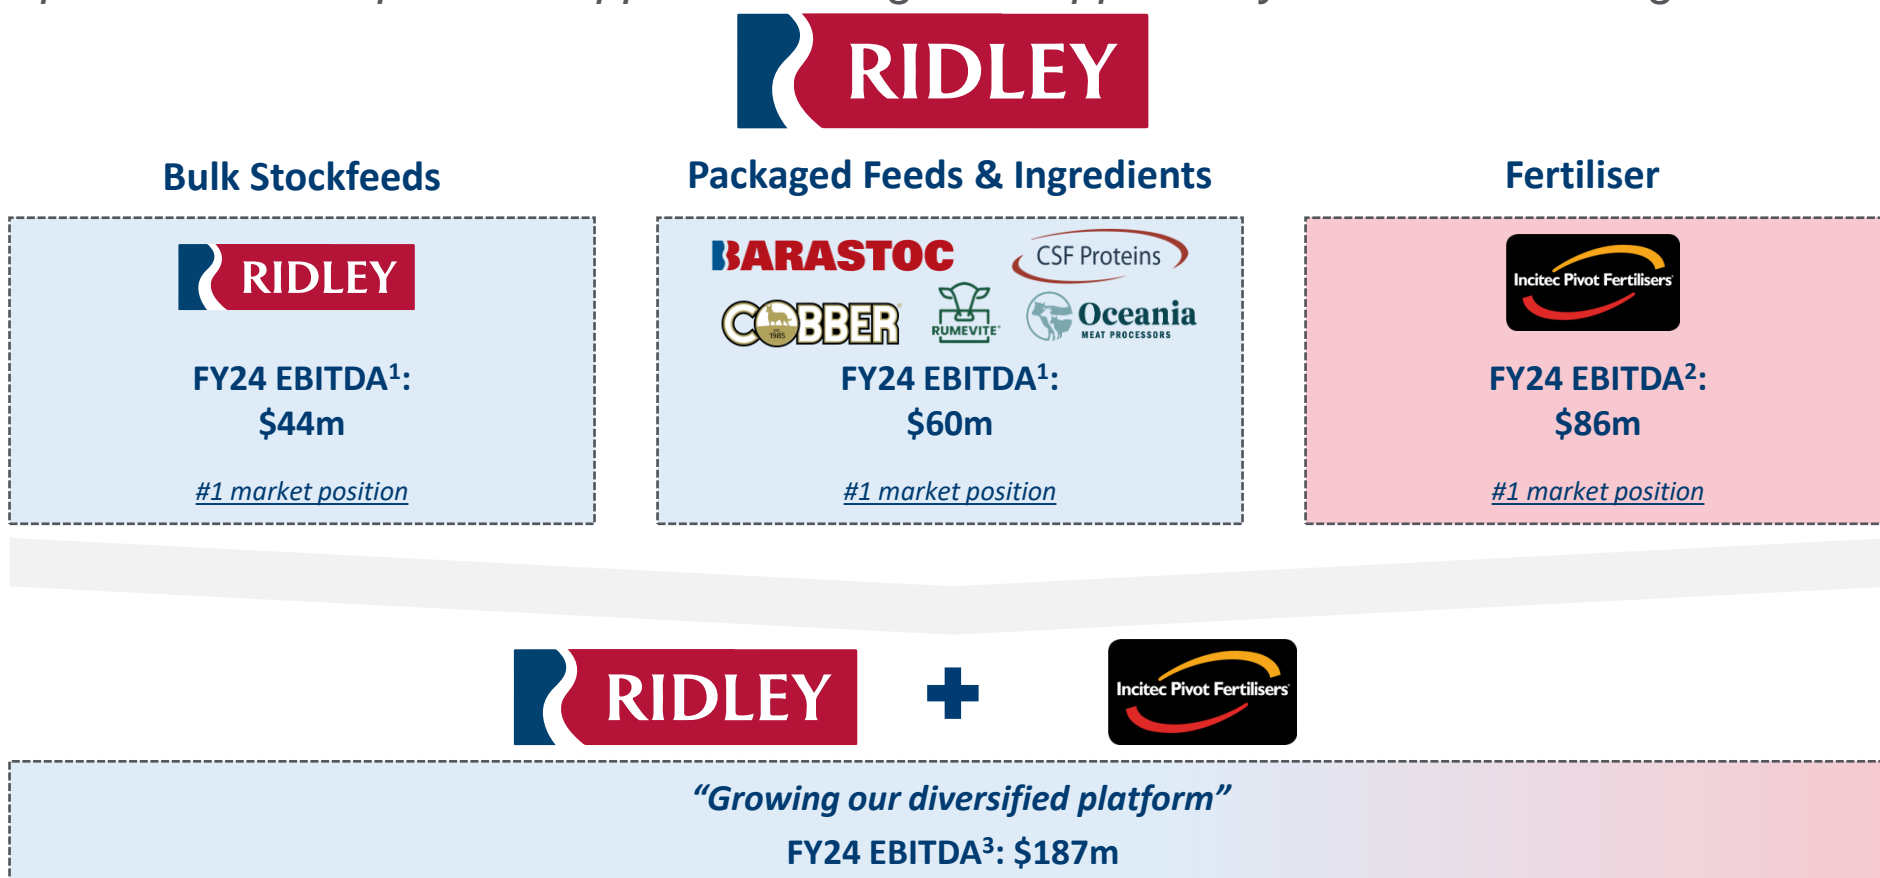 RIDLEY
Bulk Stockfeeds
Packaged Feeds & Ingredients
Fertiliser
RIDLEY
FY24 EBITDA¹:
$44m
#1 market position
BARASTOC
CSF Proteins
COBBER
EST
1985
RUMEVITE
Oceania
MEAT PROCESSORS
FY24 EBITDA¹:
$60m
#1 market position
Incitec Pivot Fertilisers
FY24 EBITDA²:
$86m
#1 market position
RIDLEY
+
Incitec Pivot Fertilisers
“Growing our diversified platform”
FY24 EBITDA³: $187m